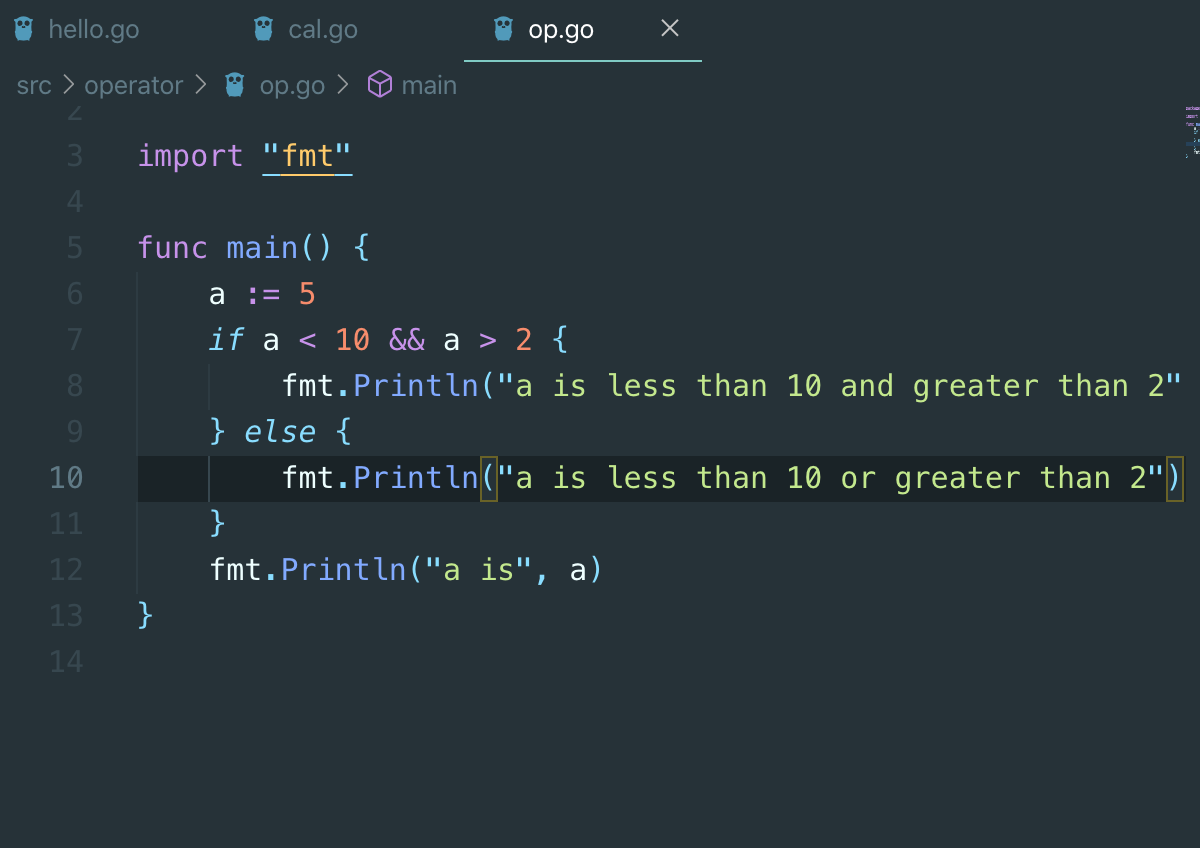 hello.go cal.go op.go
src > operator > op.go > main
2
3 import "fmt"
4
5 func main() {
6 a := 5
7 if a < 10 && a > 2 {
8 fmt.Println("a is less than 10 and greater than 2"
9 } else {
10 fmt.Println("a is less than 10 or greater than 2")
11 }
12 fmt.Println("a is", a)
13 }
14